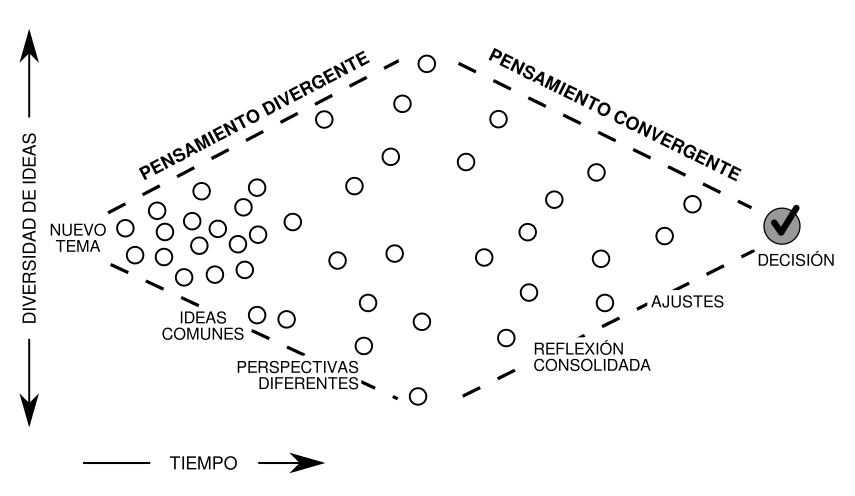 PENSAMIENTO DIVERGENTE
PENSAMIENTO CONVERGENTE
DIVERSIDAD DE IDEAS
NUEVO
TEMA
DECISIÓN
IDEAS
COMUNES
AJUSTES
PERSPECTIVAS
DIFERENTES
REFLEXIÓN
CONSOLIDADA
TIEMPO